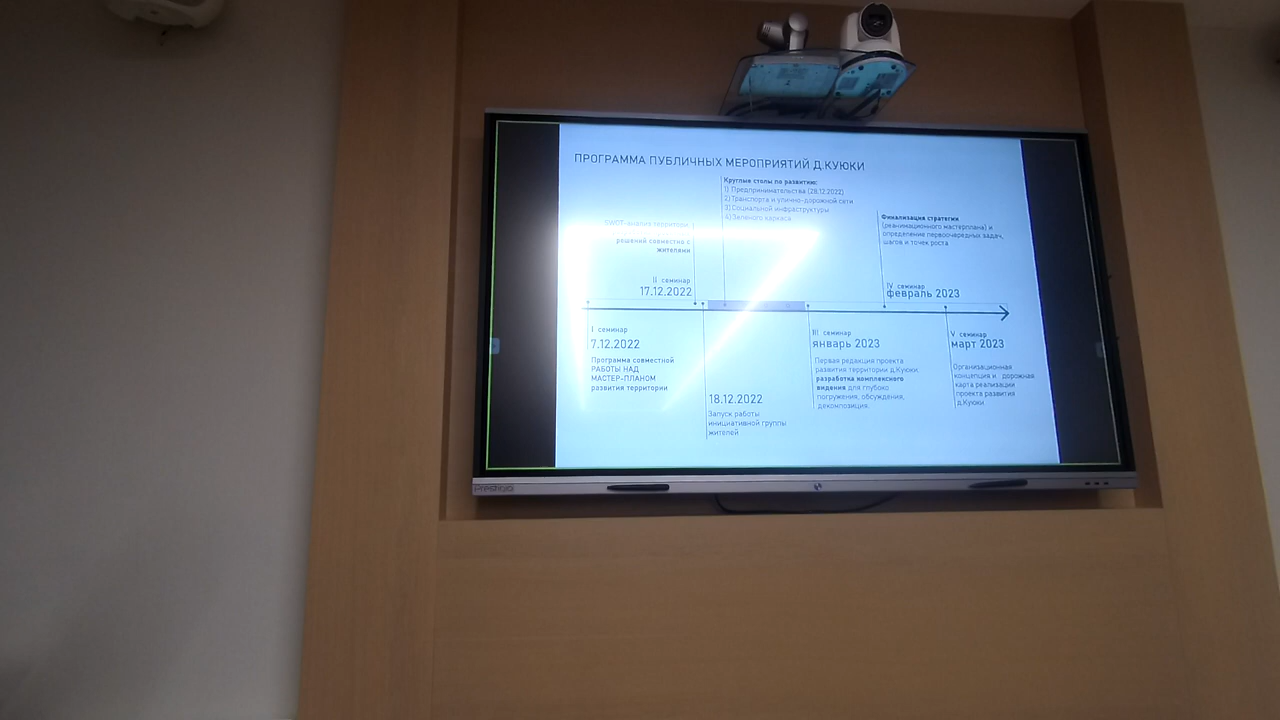 ПРОГРАММА ПУБЛИЧНЫХ МЕРОПРИЯТИЙ Д.КУЮКИ
Круглые столы по развитию:
1) Предпринимательства (28.12.2022)
2) Транспорта и улично-дорожной сети
3) Социальной инфраструктуры
4) Зеленого каркаса
SWOT-анализ территории
решений совместно с
жителями
II семинар
17.12.2022
Финализация стратегии
(реанимационного мастерплана) и
определение первоочередных задач,
шагов и точек роста
IV семинар
февраль 2023
I семинар
7.12.2022
Программа совместной
РАБОТЫ НАД
МАСТЕР-ПЛАНОМ
развития территории
18.12.2022
Запуск работы
инициативной группы
жителей
III семинар
январь 2023
Первая редакция проекта
развития территории д.Куюки:
разработка комплексного
видения для глубоко
погружения, обсуждения,
декомпозиция.
V семинар
март 2023
Организационная
концепция и дорожная
карта реализации
проекта развития
д.Куюки
Prestigio